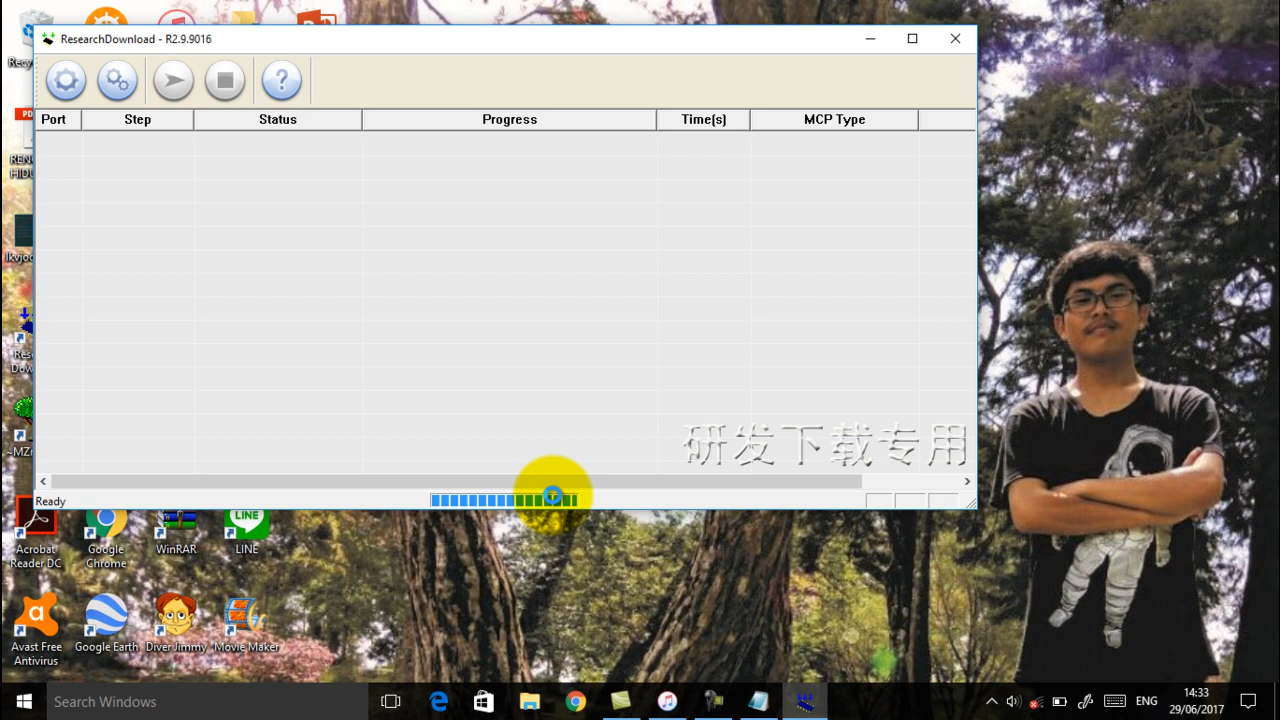 ResearchDownload - R2.9.9016
Port Step Status Progress Time(s) MCP Type
研发下载专用
Ready
Acrobat Reader DC
Google Chrome
WinRAR
LINE
Avast Free Antivirus
Google Earth
Diver Jimmy
Movie Maker
Search Windows
ENG
14:33
29/06/2017